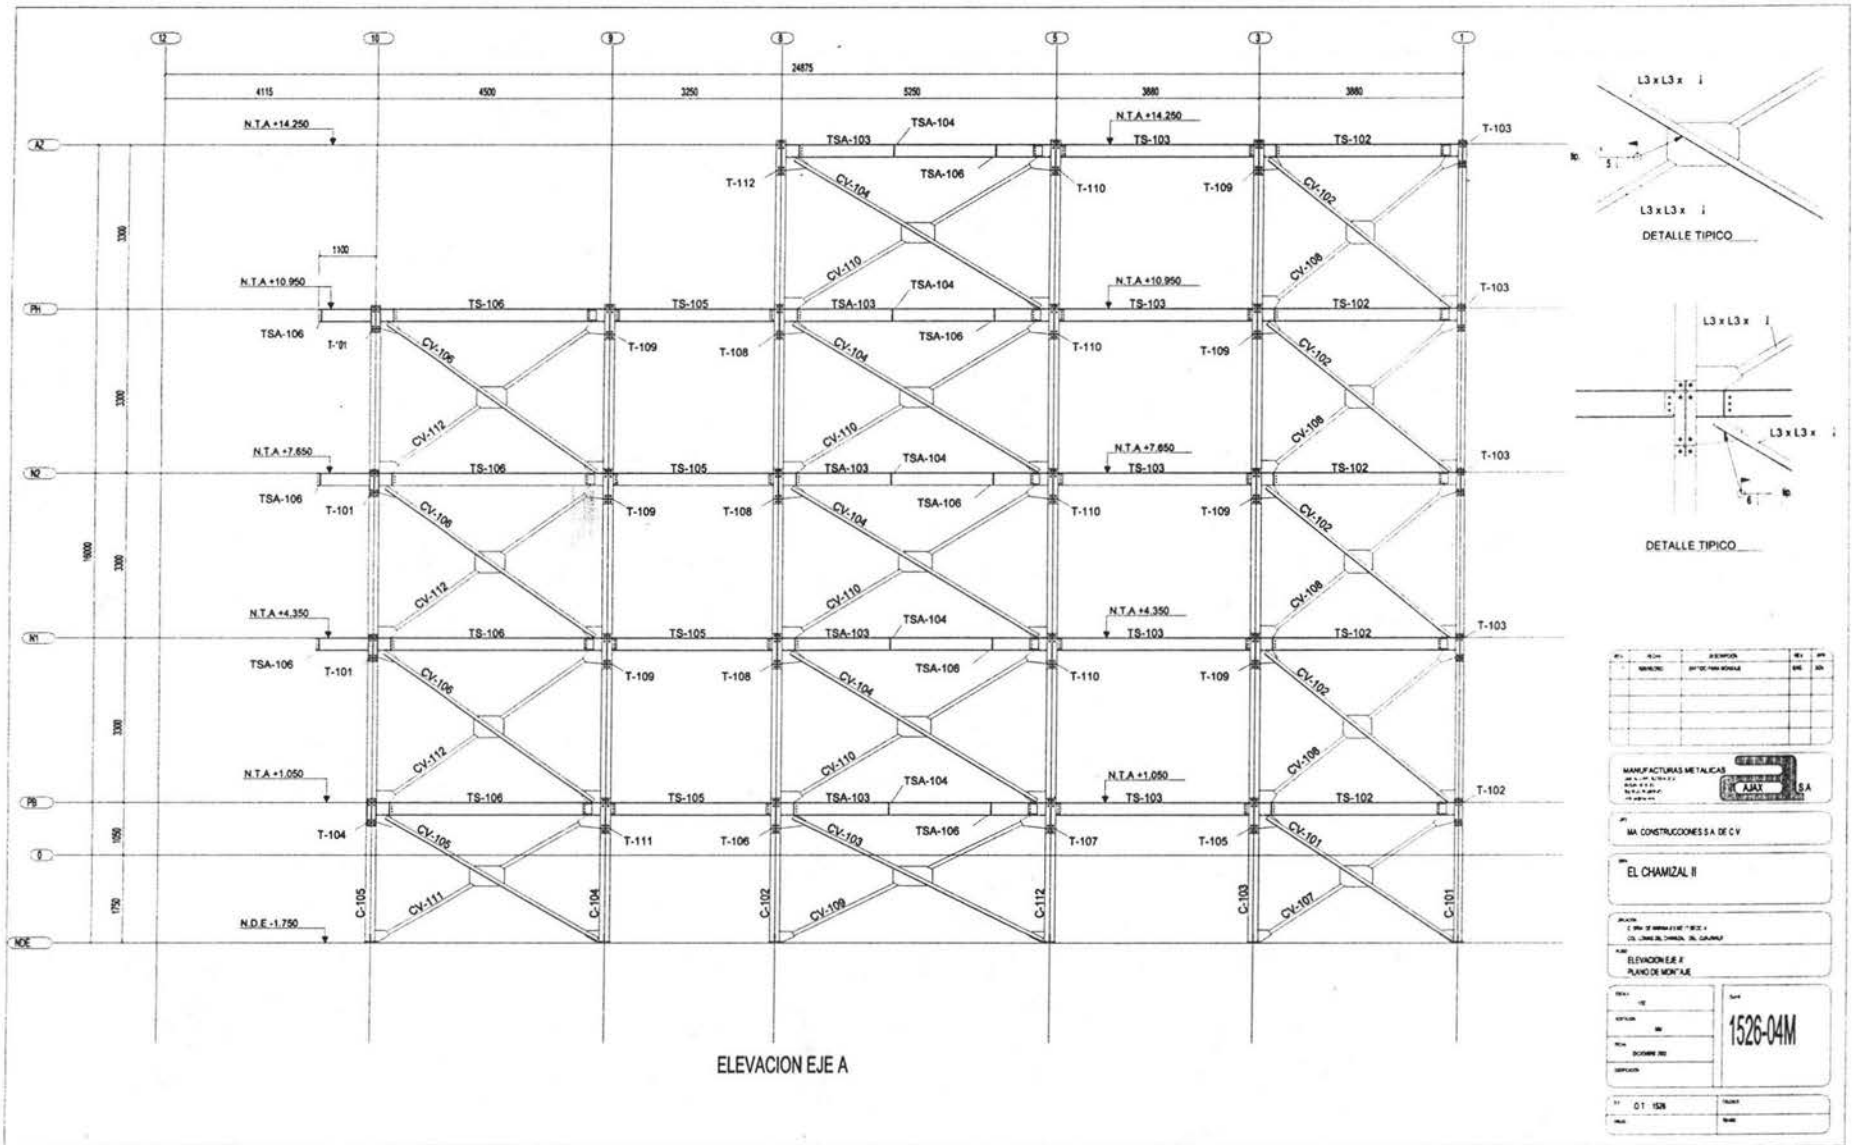 12 10 9 8 5 3 1
24875
4115 4500 3250 5250 3880 3880
N.T.A +14.250 N.T.A +14.250
AZ TSA-103 TSA-104 TS-103 TS-102 T-103
T-112 TSA-106 T-110 T-109
CV-104 CV-102
3300
1100
CV-110 CV-108
N.T.A +10.950 N.T.A +10.950
PH TS-106 TS-105 TSA-103 TSA-104 TS-103 TS-102 T-103
TSA-106 T-101 T-109 T-108 TSA-106 T-110 T-109
CV-106 CV-104 CV-102
3300
CV-112 CV-110 CV-108
N.T.A +7.650 N.T.A +7.650
N2 TS-106 TS-105 TSA-103 TSA-104 TS-103 TS-102 T-103
TSA-106 T-101 T-109 T-108 TSA-106 T-110 T-109
CV-106 CV-104 CV-102
16000 3300
CV-112 CV-110 CV-108
N.T.A +4.350 N.T.A +4.350
N1 TS-106 TS-105 TSA-103 TSA-104 TS-103 TS-102 T-103
TSA-106 T-101 T-109 T-108 TSA-106 T-110 T-109
CV-106 CV-104 CV-102
3300
CV-112 CV-110 CV-108
N.T.A +1.050 N.T.A +1.050
PB TS-106 TS-105 TSA-103 TSA-104 TS-103 TS-102 T-102
T-104 T-111 T-106 TSA-106 T-107 T-105
CV-105 CV-103 CV-101
1050
0
1750
C-105 CV-111 C-104 C-102 CV-109 C-112 C-103 CV-107 C-101
N.D.E -1.750
NDE
ELEVACION EJE A
L3 x L3 x
5
L3 x L3 x
DETALLE TIPICO
L3 x L3 x
L3 x L3 x
6
DETALLE TIPICO
MANUFACTURAS METALICAS
AJAX S A
MA CONSTRUCCIONES S A DE C V
EL CHAMIZAL II
ELEVACION EJE A'
PLANO DE MONTAJE
1526-04M
O T 1526